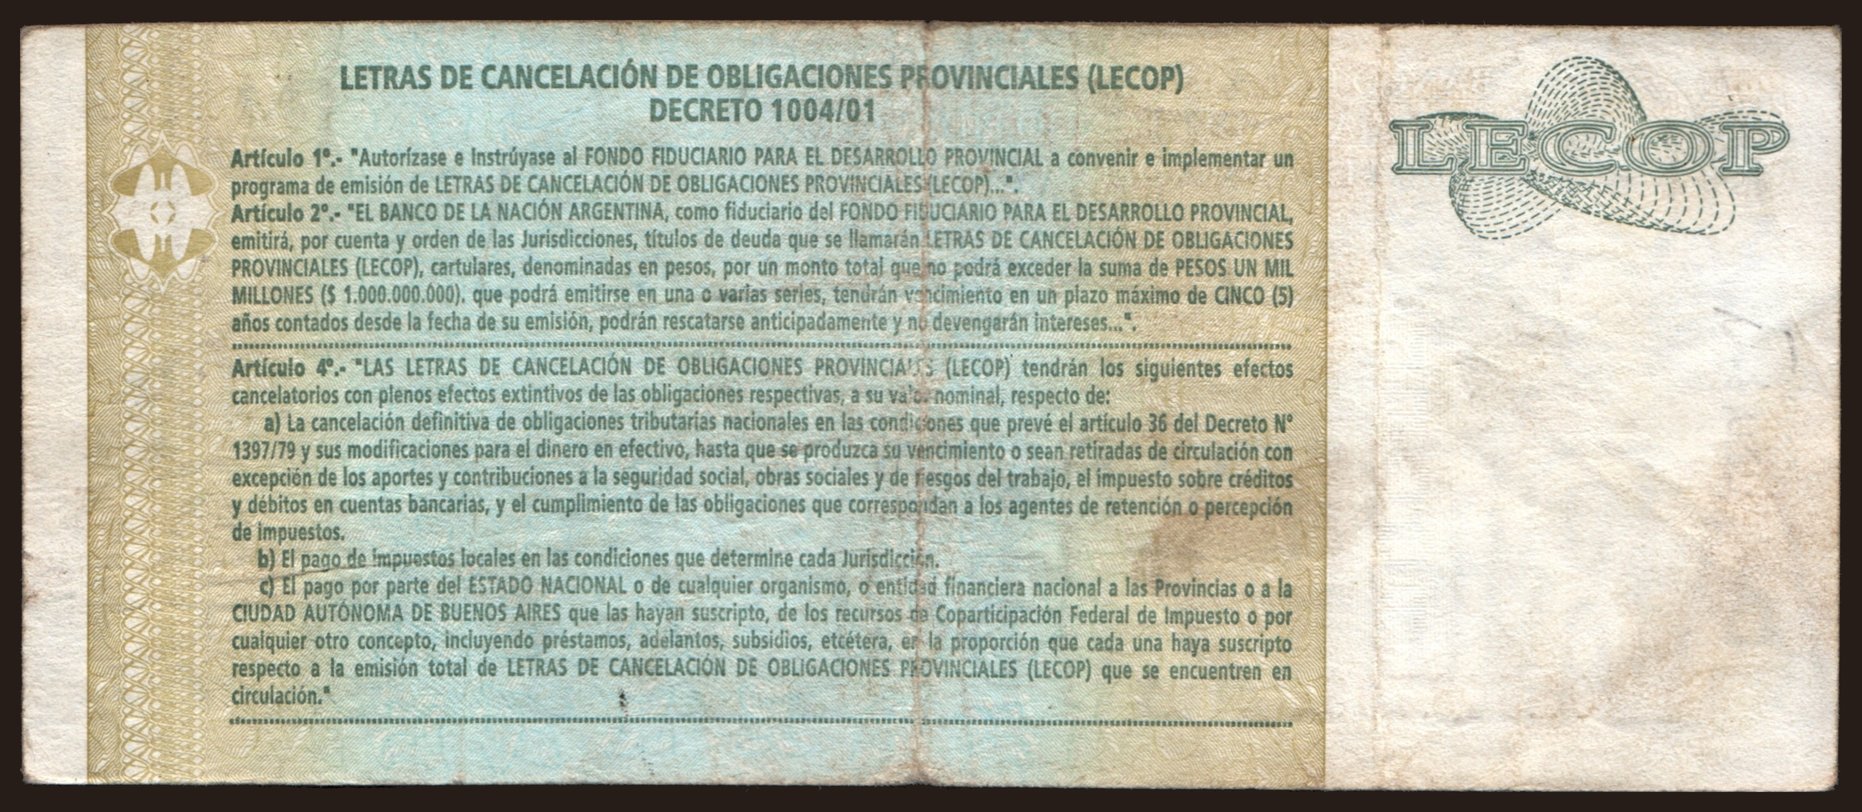 LETRAS DE CANCELACIÓN DE OBLIGACIONES PROVINCIALES (LECOP)
DECRETO 1004/01
LECOP
Artículo 1º.- "Autorízase e instrúyase al FONDO FIDUCIARIO PARA EL DESARROLLO PROVINCIAL a convenir e implementar un
programa de emisión de LETRAS DE CANCELACIÓN DE OBLIGACIONES PROVINCIALES (LECOP)...".
Artículo 2º.- "EL BANCO DE LA NACIÓN ARGENTINA, como fiduciario del FONDO FIDUCIARIO PARA EL DESARROLLO PROVINCIAL,
emitirá, por cuenta y orden de las Jurisdicciones, títulos de deuda que se llamarán LETRAS DE CANCELACIÓN DE OBLIGACIONES
PROVINCIALES (LECOP), cartulares, denominadas en pesos, por un monto total que no podrá exceder la suma de PESOS UN MIL
MILLONES ($ 1.000.000.000). que podrá emitirse en una o varias series, tendrán vencimiento en un plazo máximo de CINCO (5)
años contados desde la fecha de su emisión, podrán rescatarse anticipadamente y no devengarán intereses...".
Artículo 4º.- "LAS LETRAS DE CANCELACIÓN DE OBLIGACIONES PROVINCIALES (LECOP) tendrán los siguientes efectos
cancelatorios con plenos efectos extintivos de las obligaciones respectivas, a su valor nominal, respecto de:
a) La cancelación definitiva de obligaciones tributarias nacionales en las condiciones que prevé el artículo 36 del Decreto Nº
1397/79 y sus modificaciones para el dinero en efectivo, hasta que se produzca su vencimiento o sean retiradas de circulación con
excepción de los aportes y contribuciones a la seguridad social, obras sociales y de riesgos del trabajo, el impuesto sobre créditos
y débitos en cuentas bancarias, y el cumplimiento de las obligaciones que correspondan a los agentes de retención o percepción
de impuestos.
b) El pago de impuestos locales en las condiciones que determine cada Jurisdicción.
c) El pago por parte del ESTADO NACIONAL o de cualquier organismo, o entidad financiera nacional a las Provincias o a la
CIUDAD AUTÓNOMA DE BUENOS AIRES que las hayan suscripto, de los recursos de Coparticipación Federal de Impuesto o por
cualquier otro concepto, incluyendo préstamos, adelantos, subsidios, etcétera, en la proporción que cada una haya suscripto
respecto a la emisión total de LETRAS DE CANCELACIÓN DE OBLIGACIONES PROVINCIALES (LECOP) que se encuentren en
circulación."